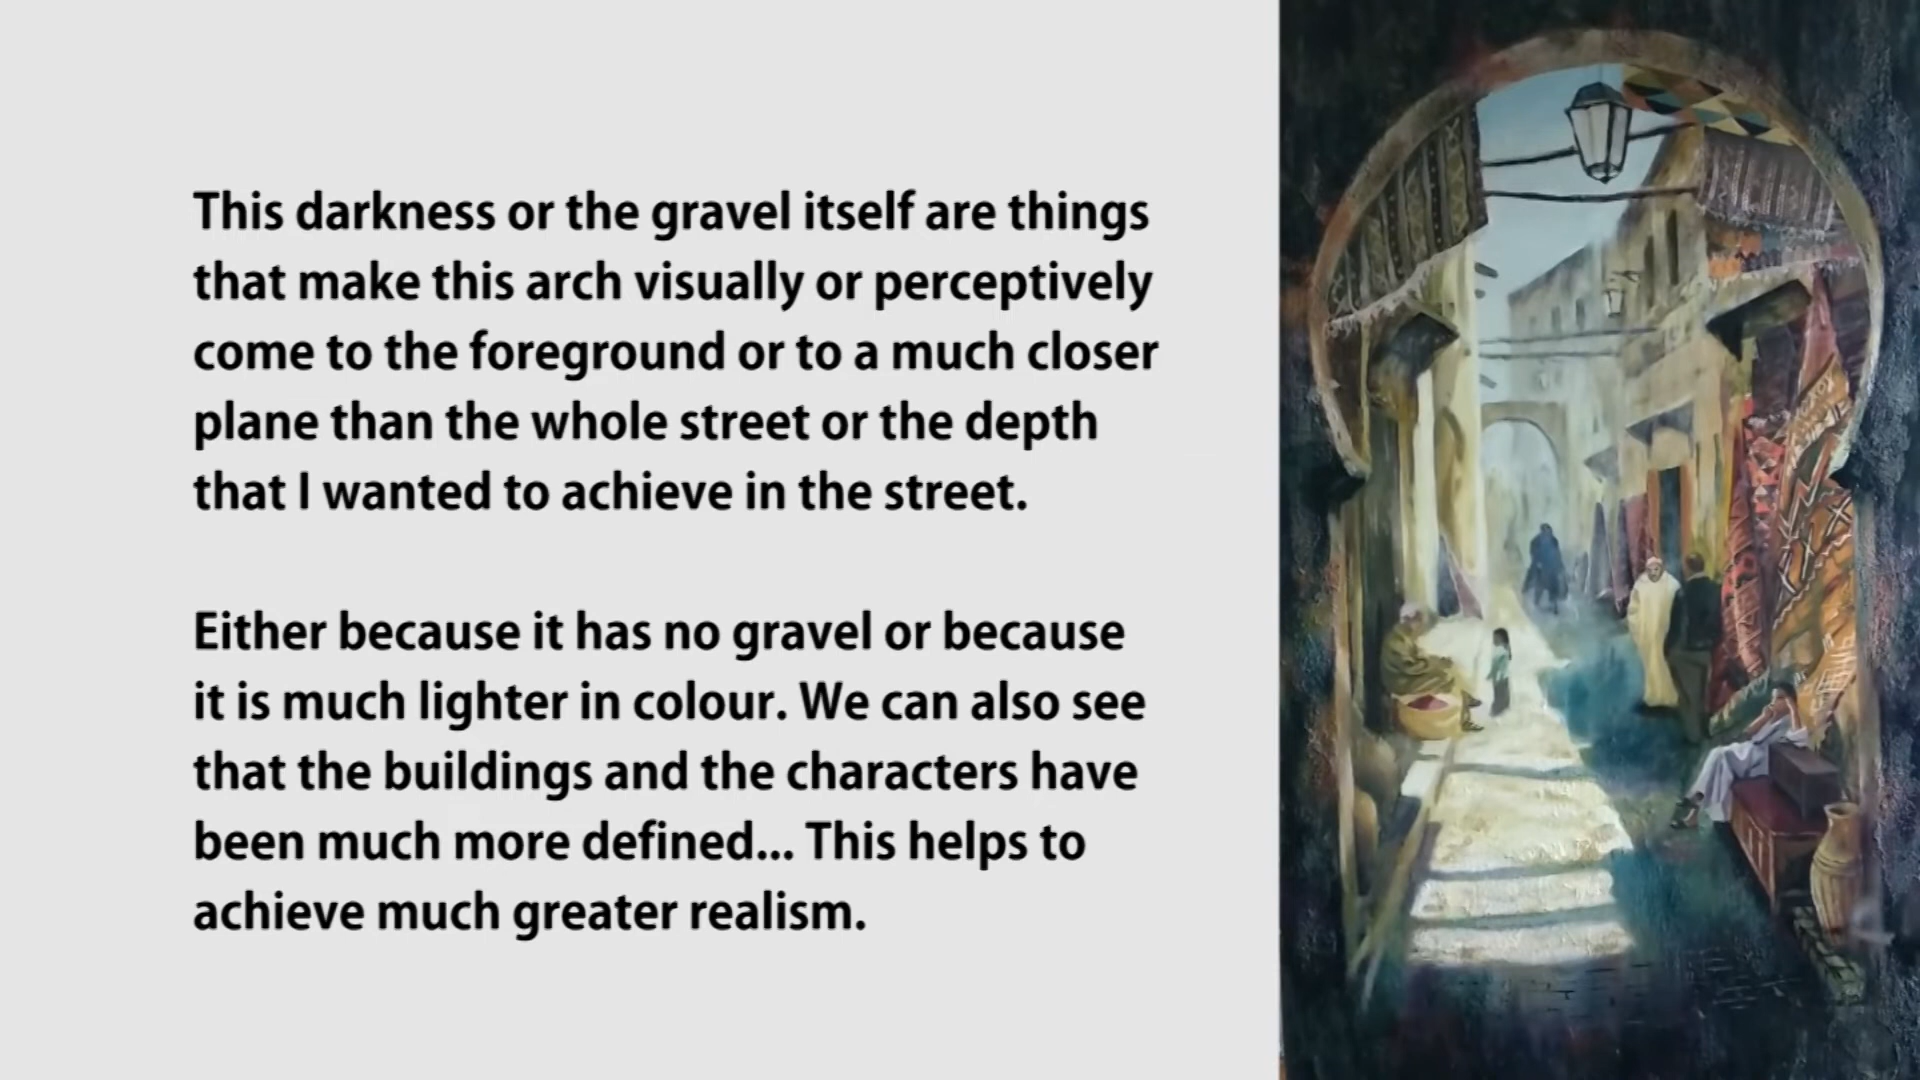 This darkness or the gravel itself are things
that make this arch visually or perceptively
come to the foreground or to a much closer
plane than the whole street or the depth
that I wanted to achieve in the street.
Either because it has no gravel or because
it is much lighter in colour. We can also see
that the buildings and the characters have
been much more defined... This helps to
achieve much greater realism.